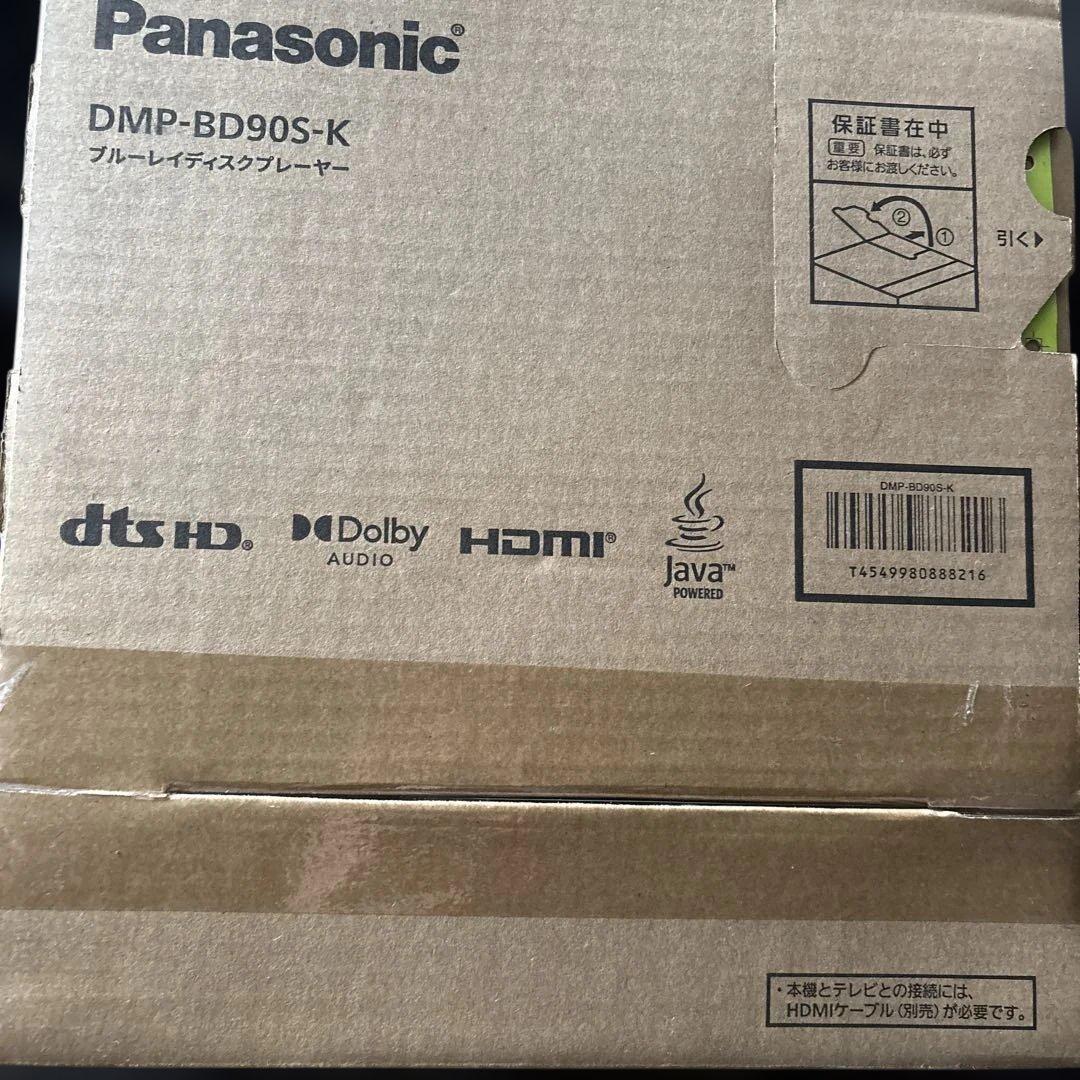 Panasonic®
DMP-BD90S-K
ブルーレイディスクプレーヤー
保証書在中
重要 保証書は、必ず
お客様にお渡しください。
②
①
引く
dts HD®
Dolby
AUDIO
HDMI®
Java™
POWERED
DMP-BD90S-K
T4549980888216
・本機とテレビとの接続には、
HDMIケーブル(別売)が必要です。